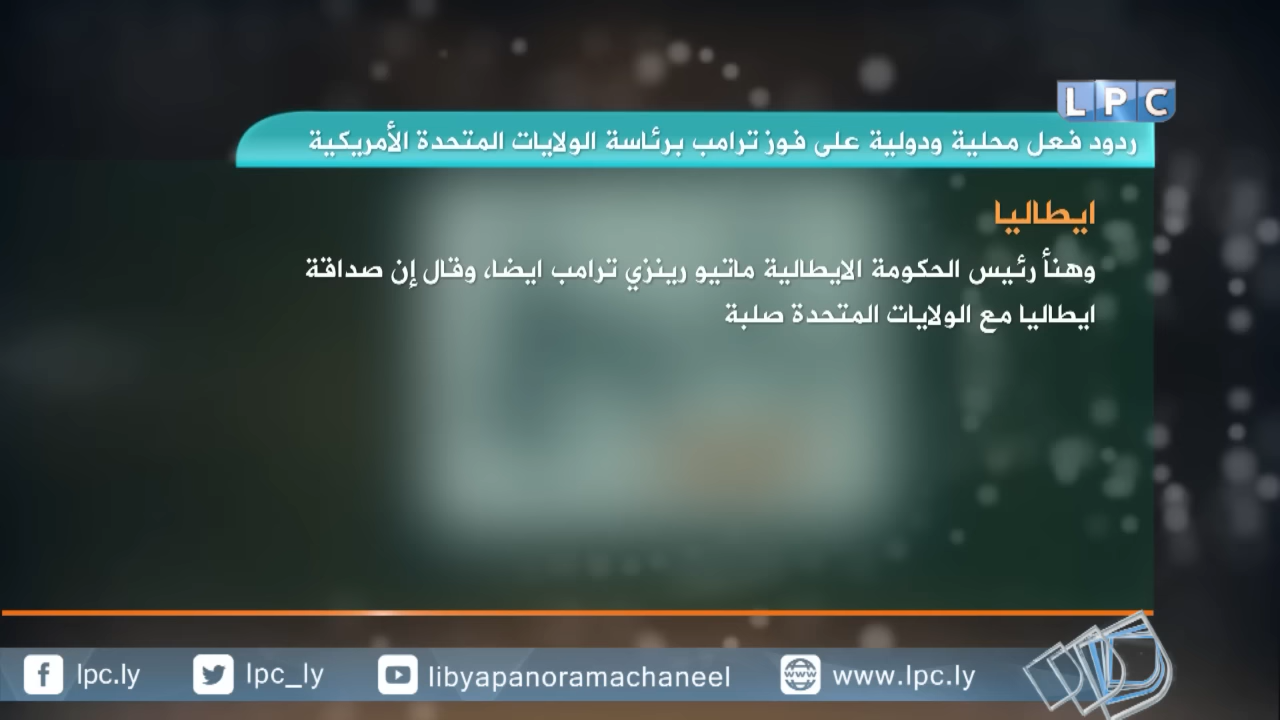 LPC
ردود فعل محلية ودولية على فوز ترامب برئاسة الولايات المتحدة الأمريكية
ايطاليا
وهنأ رئيس الحكومة الايطالية ماتيو رينزي ترامب ايضا، وقال إن صداقة
ايطاليا مع الولايات المتحدة صلبة
lpc.ly lpc_ly libyapanoramachaneel www.lpc.ly